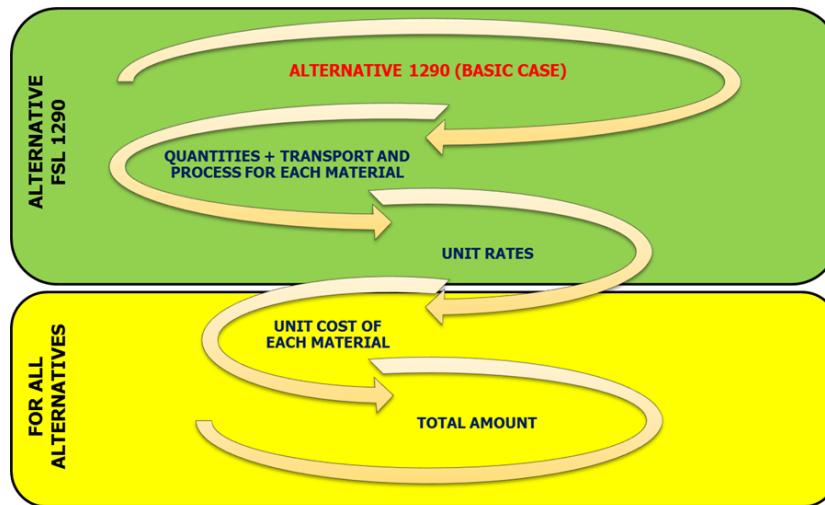 ALTERNATIVE
FSL 1290
ALTERNATIVE 1290 (BASIC CASE)
QUANTITIES + TRANSPORT AND
PROCESS FOR EACH MATERIAL
UNIT RATES
FOR ALL
ALTERNATIVES
UNIT COST OF
EACH MATERIAL
TOTAL AMOUNT